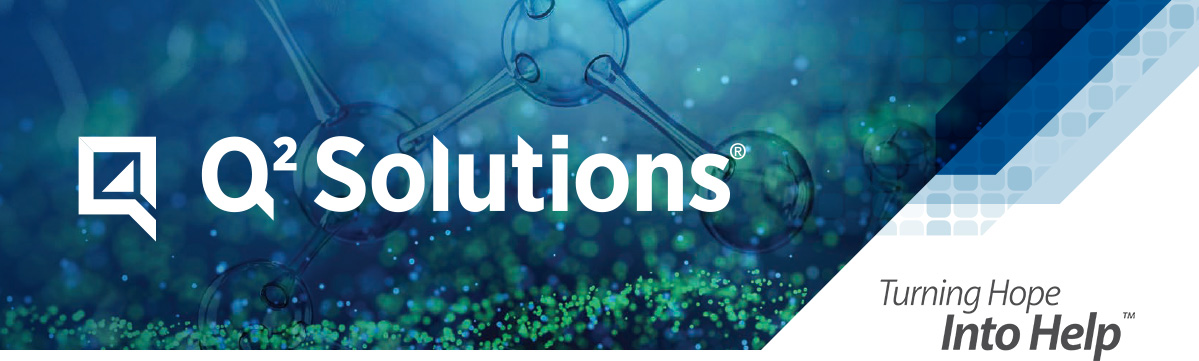 Q² Solutions®
Turning Hope
Into Help™